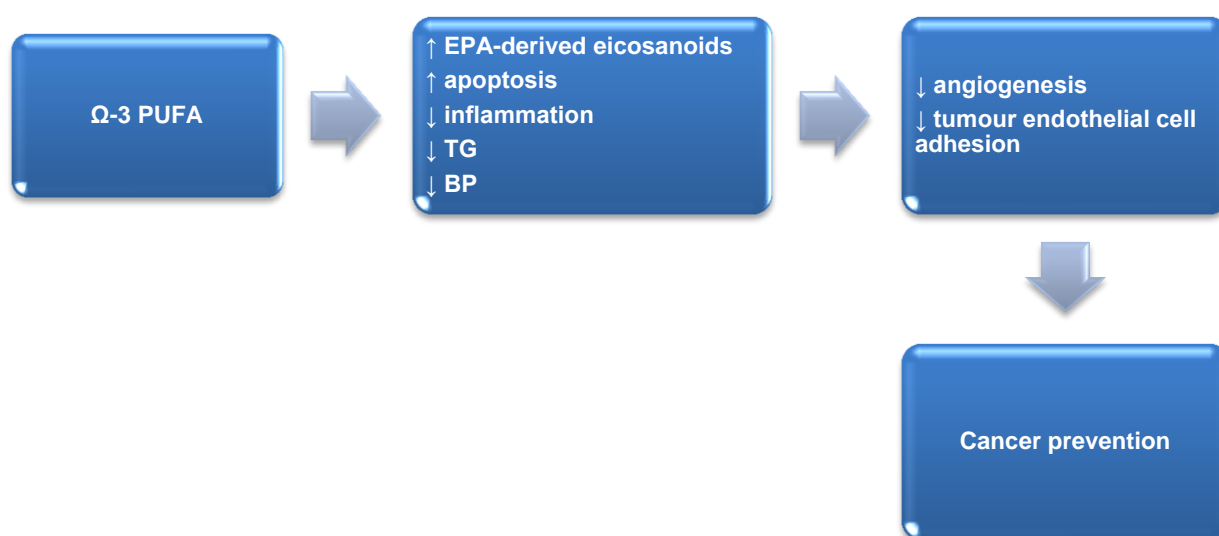 Ω-3 PUFA
↑ EPA-derived eicosanoids
↑ apoptosis
↓ inflammation
↓ TG
↓ BP
↓ angiogenesis
↓ tumour endothelial cell
adhesion
Cancer prevention